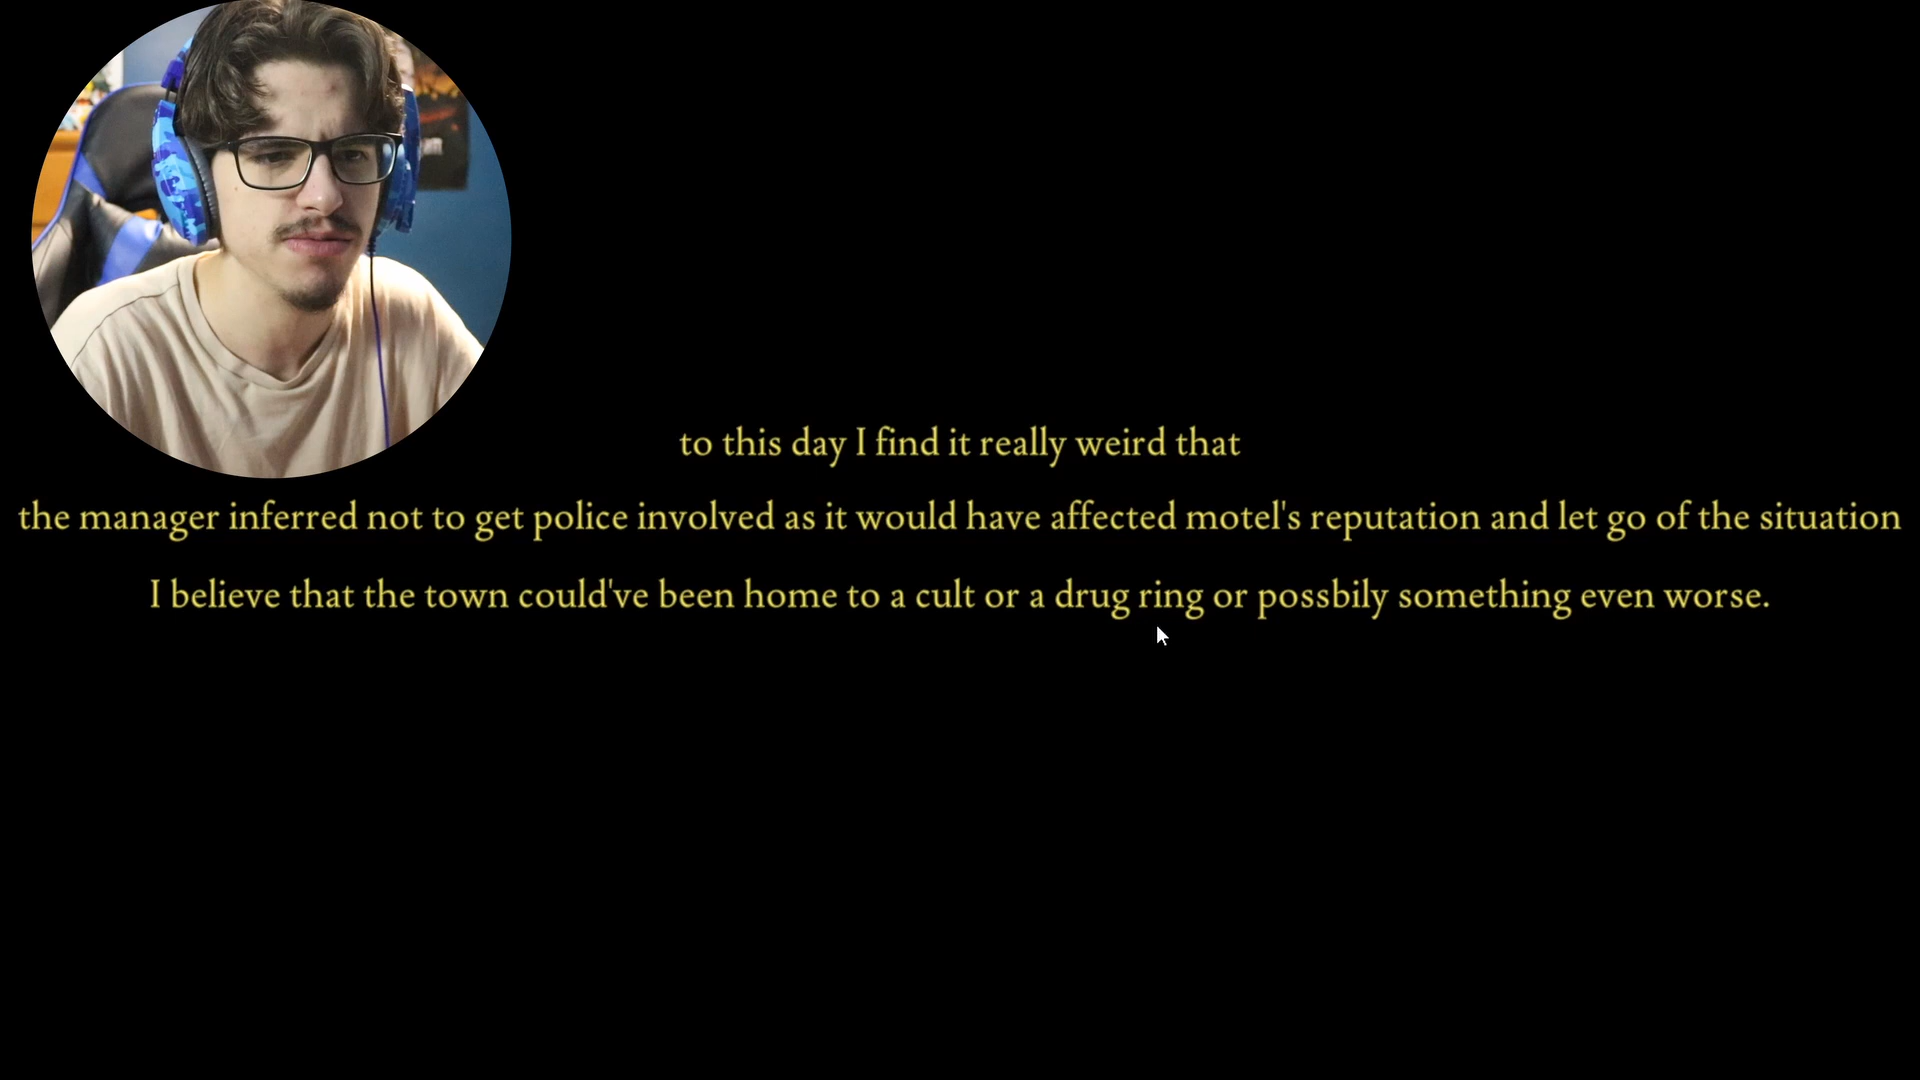 to this day I find it really weird that
the manager inferred not to get police involved as it would have affected motel's reputation and let go of the situation
I believe that the town could've been home to a cult or a drug ring or possbily something even worse.